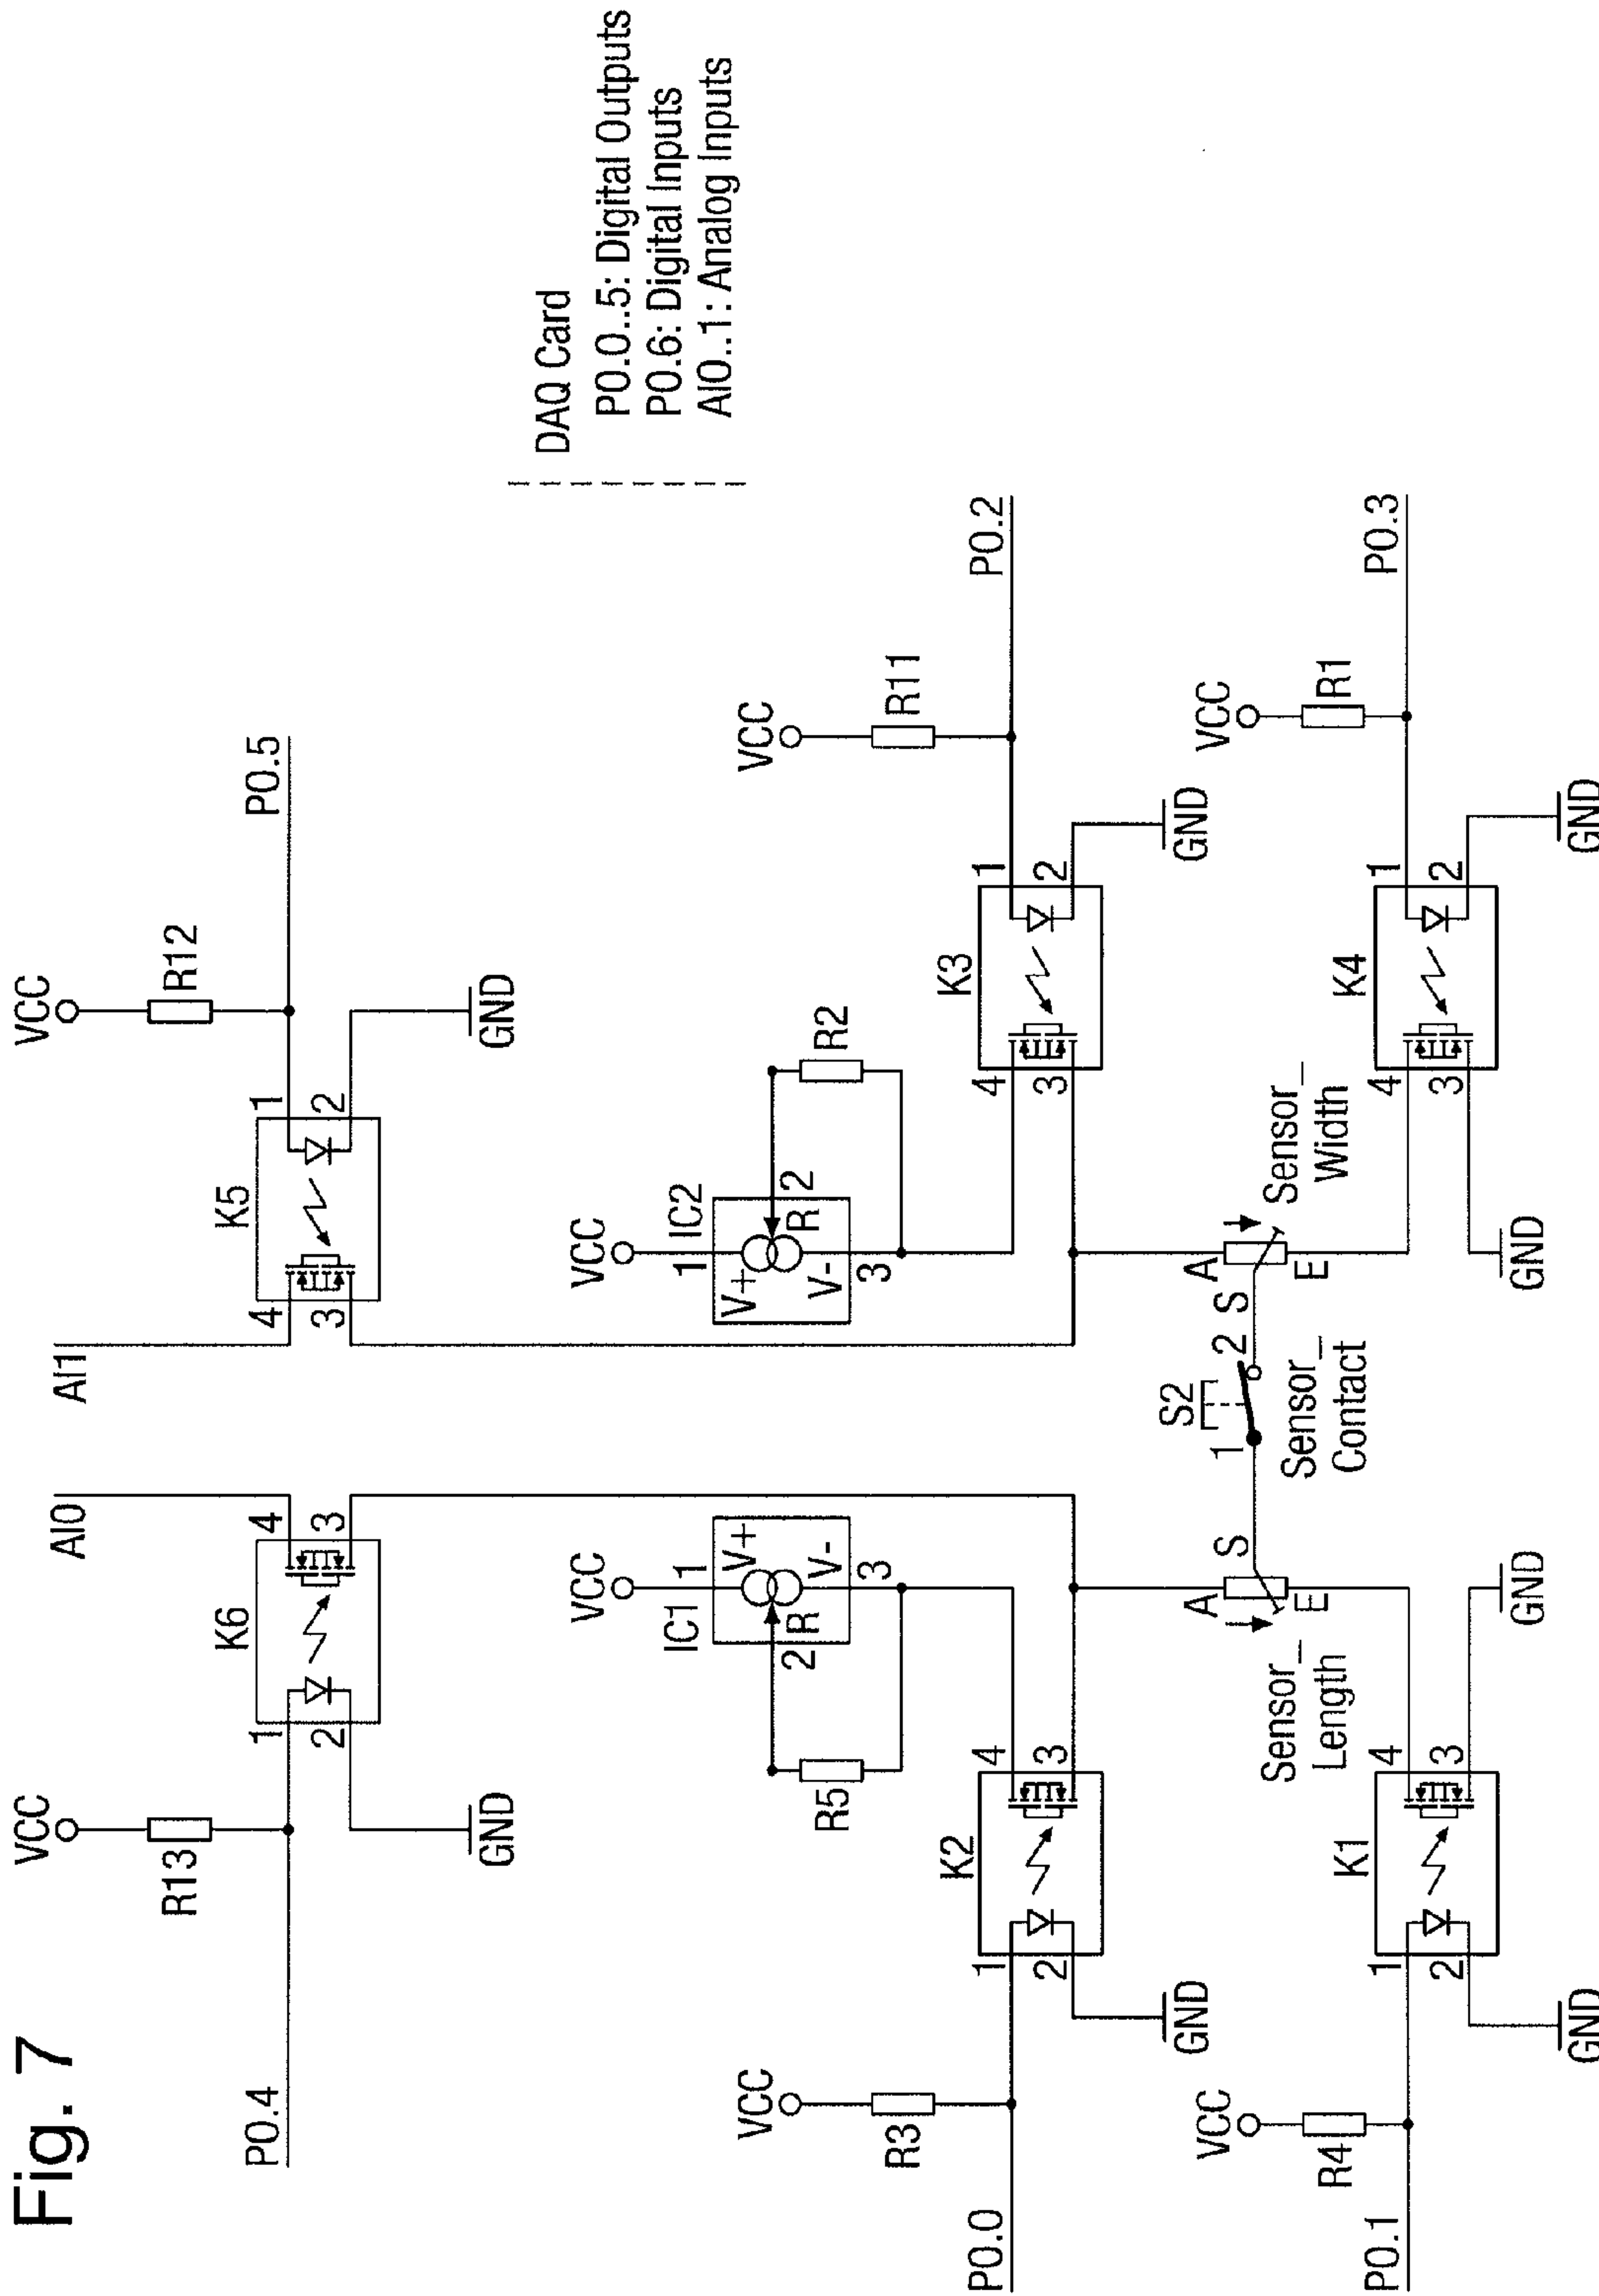 Fig. 7
VCC
R13
P0.4
GND
K6
1
2
4
3
AI0
AI1
K5
4
3
1
2
VCC
R12
P0.5
GND
DAQ Card
P0.0..5: Digital Outputs
P0.6: Digital Inputs
AI0..1: Analog Inputs
VCC
IC1
1
V+
V-
R
2
3
R5
VCC
IC2
1
V+
V-
R
2
3
R2
VCC
R3
P0.0
K2
1
2
4
3
GND
K3
4
3
1
2
VCC
R11
P0.2
GND
Sensor_
Length
A
S
E
S2
1
2
Sensor_
Contact
A
S
E
Sensor_
Width
VCC
R4
P0.1
K1
1
2
4
3
GND
GND
K4
4
3
1
2
VCC
R1
P0.3
GND
GND